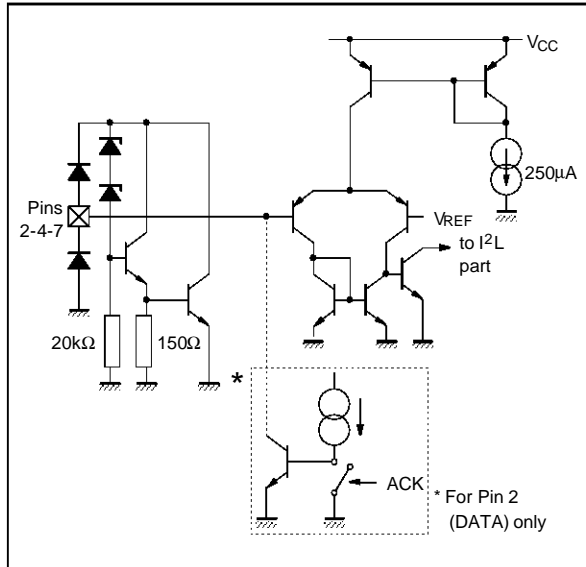 VCC
250μA
Pins
2-4-7
VREF
to I²L
part
20kΩ
150Ω
*
ACK
* For Pin 2
(DATA) only